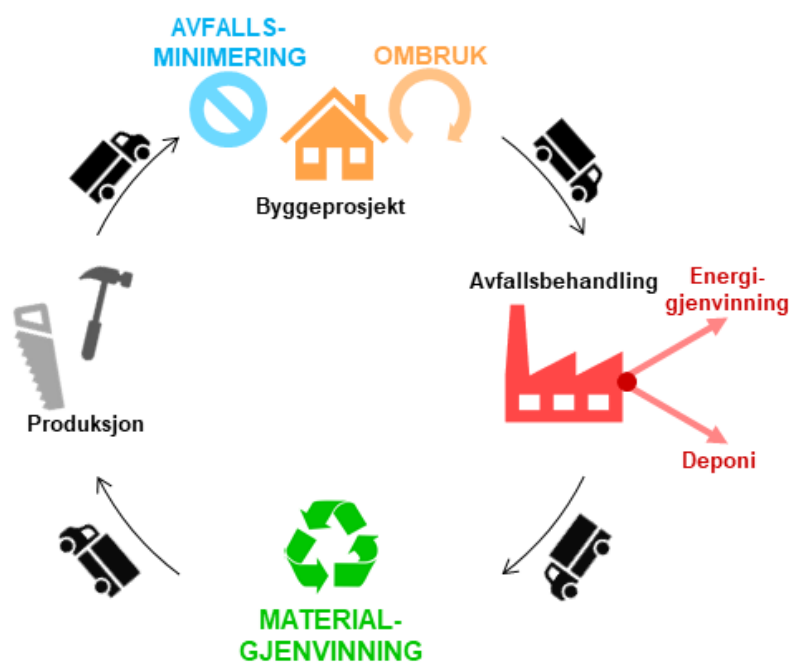 AVFALLS-
MINIMERING
OMBRUK
Byggeprosjekt
Avfallsbehandling
Energi-
gjenvinning
Deponi
Produksjon
MATERIAL-
GJENVINNING